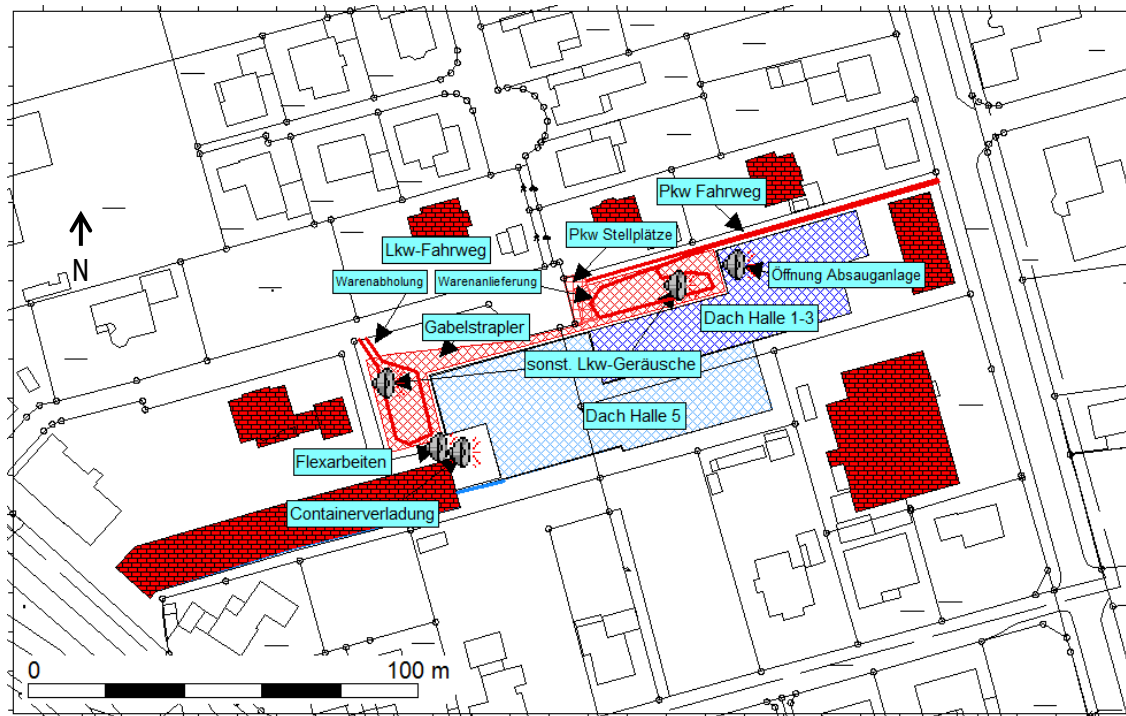 Pkw Fahrweg
Pkw Stellplätze
Lkw-Fahrweg
N
Warenabholung
Warenanlieferung
Öffnung Absauganlage
Dach Halle 1-3
Gabelstrapler
sonst. Lkw-Geräusche
Dach Halle 5
Flexarbeiten
Containerverladung
0
100 m